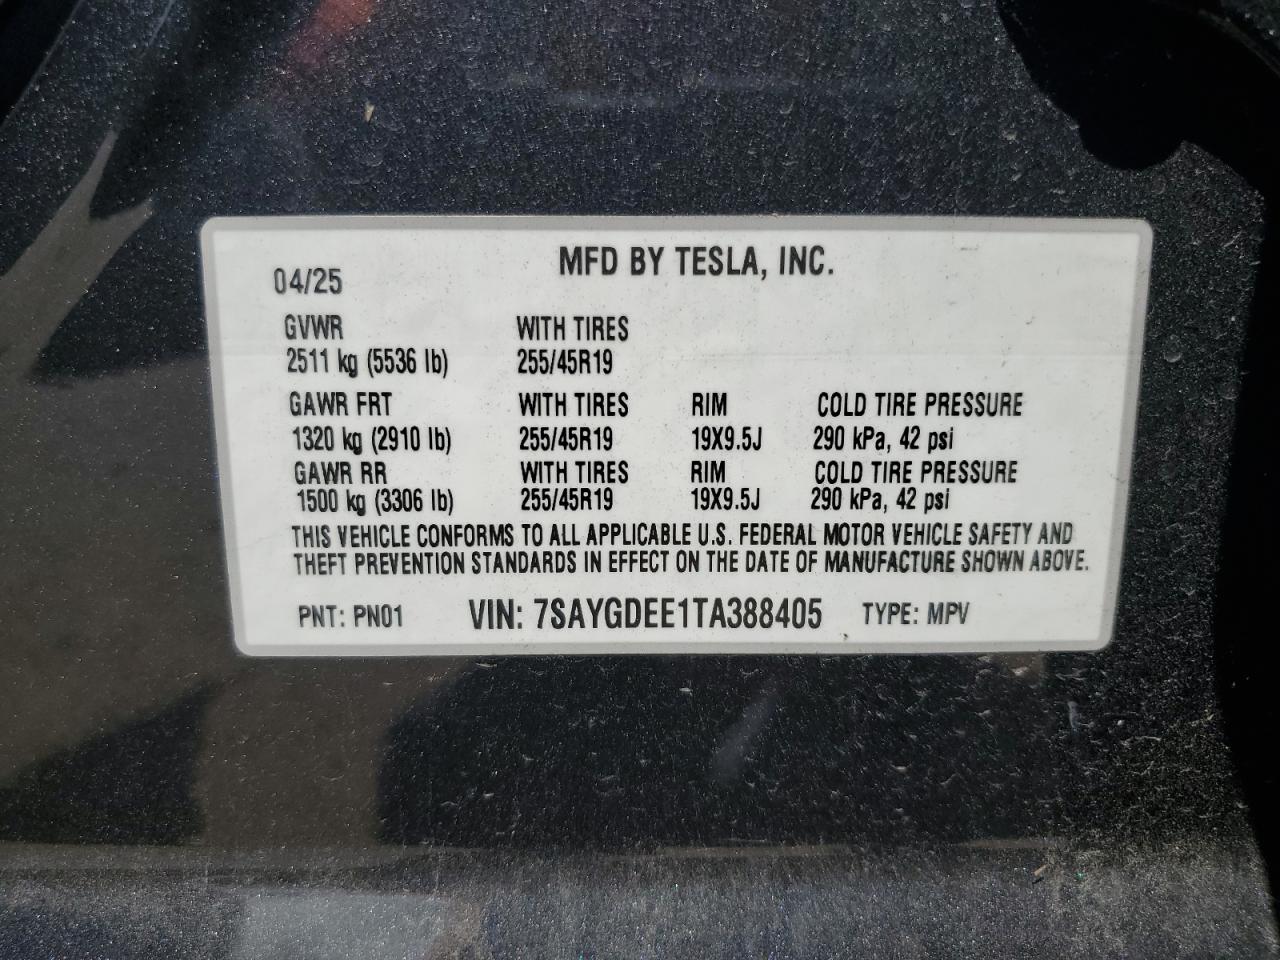 MFD BY TESLA, INC.
04/25
GVWR WITH TIRES
2511 kg (5536 lb) 255/45R19
GAWR FRT WITH TIRES RIM COLD TIRE PRESSURE
1320 kg (2910 lb) 255/45R19 19X9.5J 290 kPa, 42 psi
GAWR RR WITH TIRES RIM COLD TIRE PRESSURE
1500 kg (3306 lb) 255/45R19 19X9.5J 290 kPa, 42 psi
THIS VEHICLE CONFORMS TO ALL APPLICABLE U.S. FEDERAL MOTOR VEHICLE SAFETY AND
THEFT PREVENTION STANDARDS IN EFFECT ON THE DATE OF MANUFACTURE SHOWN ABOVE.
PNT: PN01 VIN: 7SAYGDEE1TA388405 TYPE: MPV